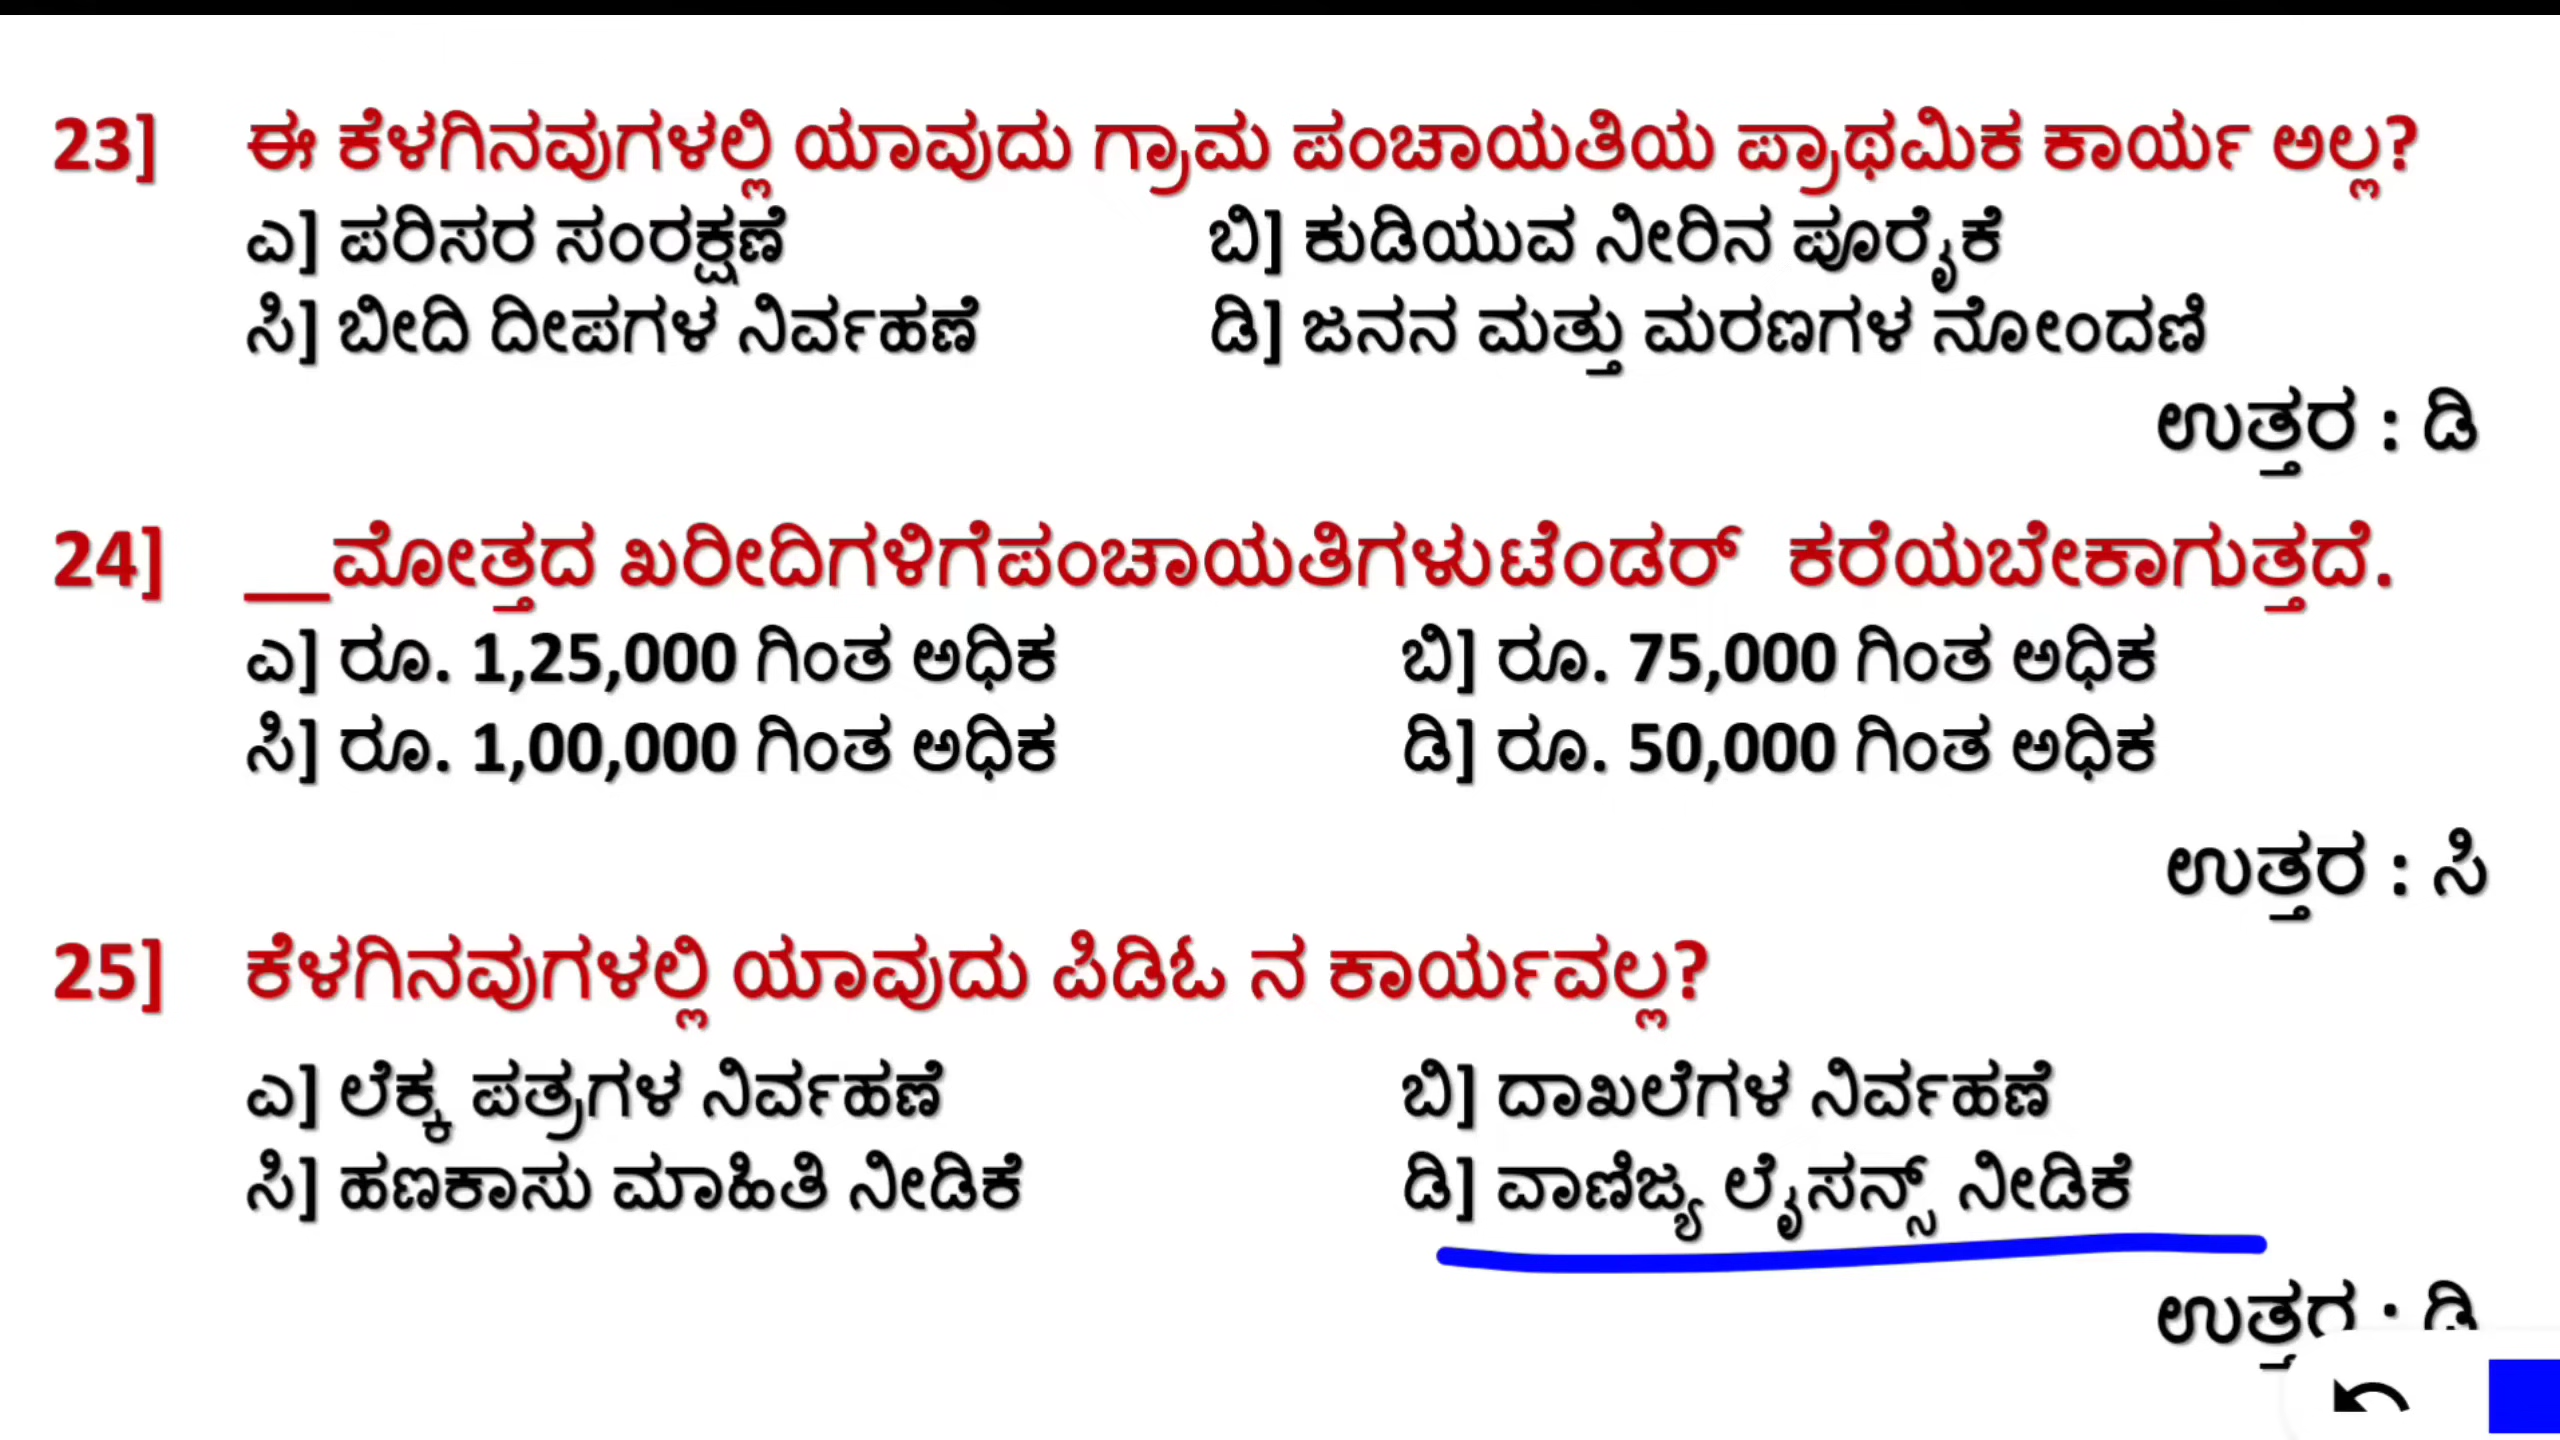 23] ಈ ಕೆಳಗಿನವುಗಳಲ್ಲಿ ಯಾವುದು ಗ್ರಾಮ ಪಂಚಾಯತಿಯ ಪ್ರಾಥಮಿಕ ಕಾರ್ಯ ಅಲ್ಲ?
ಎ] ಪರಿಸರ ಸಂರಕ್ಷಣೆ ಬಿ] ಕುಡಿಯುವ ನೀರಿನ ಪೂರೈಕೆ
ಸಿ] ಬೀದಿ ದೀಪಗಳ ನಿರ್ವಹಣೆ ಡಿ] ಜನನ ಮತ್ತು ಮರಣಗಳ ನೋಂದಣಿ
ಉತ್ತರ : ಡಿ
24] __ಮೋತ್ತದ ಖರೀದಿಗಳಿಗೆಪಂಚಾಯತಿಗಳುಟೆಂಡರ್ ಕರೆಯಬೇಕಾಗುತ್ತದೆ.
ಎ] ರೂ. 1,25,000 ಗಿಂತ ಅಧಿಕ ಬಿ] ರೂ. 75,000 ಗಿಂತ ಅಧಿಕ
ಸಿ] ರೂ. 1,00,000 ಗಿಂತ ಅಧಿಕ ಡಿ] ರೂ. 50,000 ಗಿಂತ ಅಧಿಕ
ಉತ್ತರ : ಸಿ
25] ಕೆಳಗಿನವುಗಳಲ್ಲಿ ಯಾವುದು ಪಿಡಿಓ ನ ಕಾರ್ಯವಲ್ಲ?
ಎ] ಲೆಕ್ಕ ಪತ್ರಗಳ ನಿರ್ವಹಣೆ ಬಿ] ದಾಖಲೆಗಳ ನಿರ್ವಹಣೆ
ಸಿ] ಹಣಕಾಸು ಮಾಹಿತಿ ನೀಡಿಕೆ ಡಿ] ವಾಣಿಜ್ಯ ಲೈಸನ್ಸ್ ನೀಡಿಕೆ
ಉತ್ತರ : ಡಿ